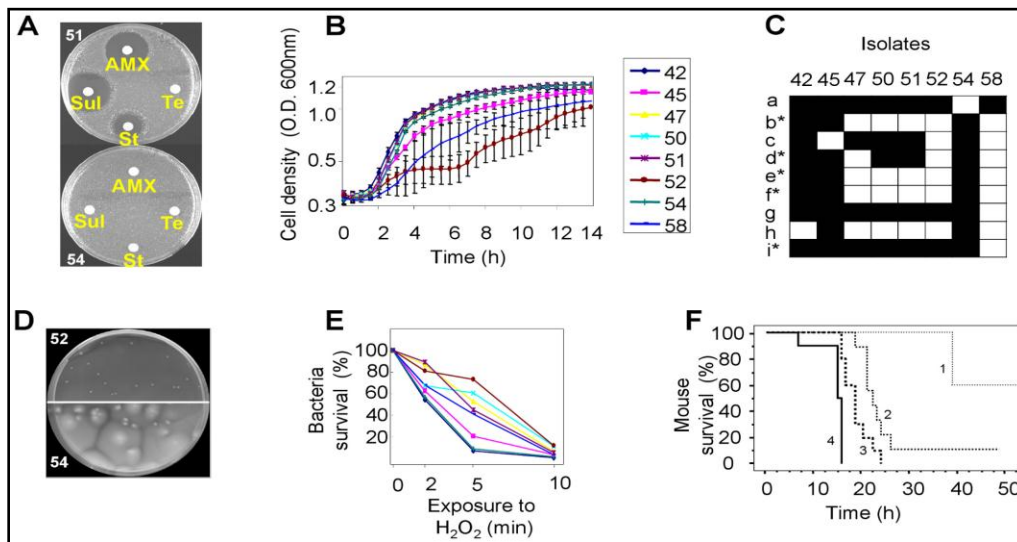 A
51
AMX
Sul
Te
St
AMX
Sul
Te
St
54
B
Cell density (O.D. 600nm)
1.2
1.0
0.5
0.3
0 2 4 6 8 10 12 14
Time (h)
42
45
47
50
51
52
54
58
C
Isolates
42 45 47 50 51 52 54 58
a
b*
c
d*
e*
f*
g
h
i*
D
52
54
E
Bacteria
survival (%)
100
80
60
40
20
0 2 5 10
Exposure to
H₂O₂ (min)
F
Mouse
survival (%)
100
80
60
40
20
0
1
2
3
4
0 10 20 30 40 50
Time (h)